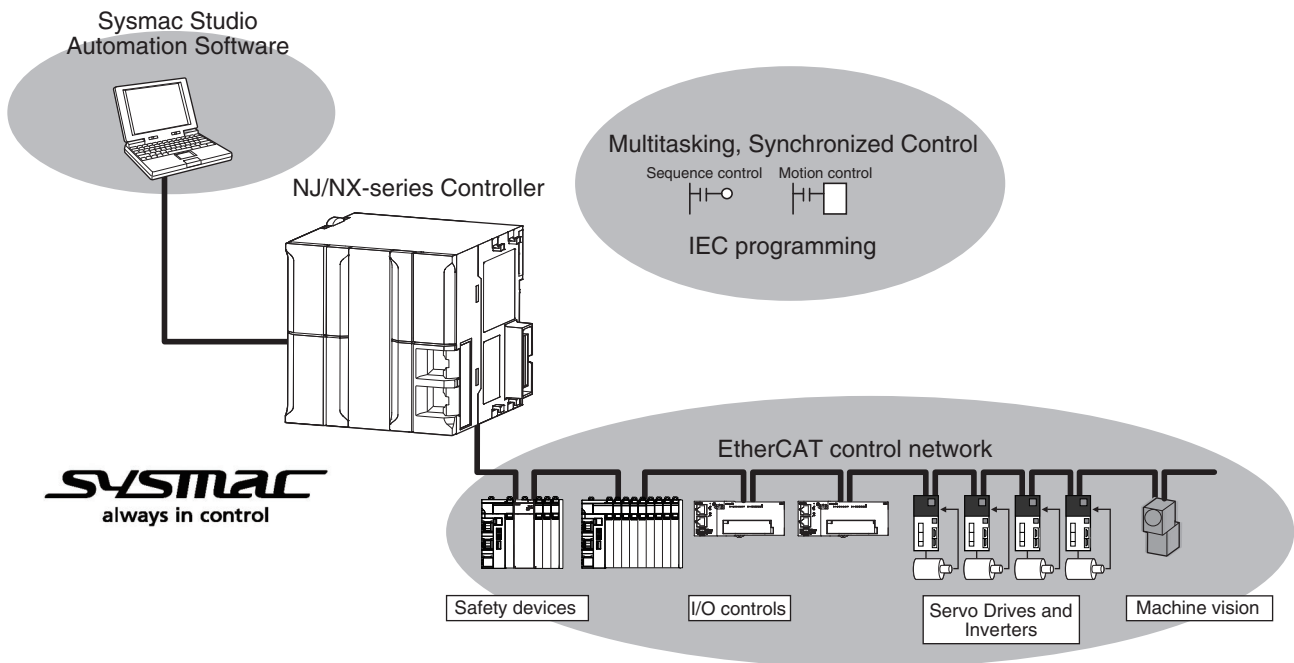 Sysmac Studio
Automation Software
NJ/NX-series Controller
Multitasking, Synchronized Control
Sequence control Motion control
IEC programming
EtherCAT control network
sysmac
always in control
Safety devices
I/O controls
Servo Drives and
Inverters
Machine vision